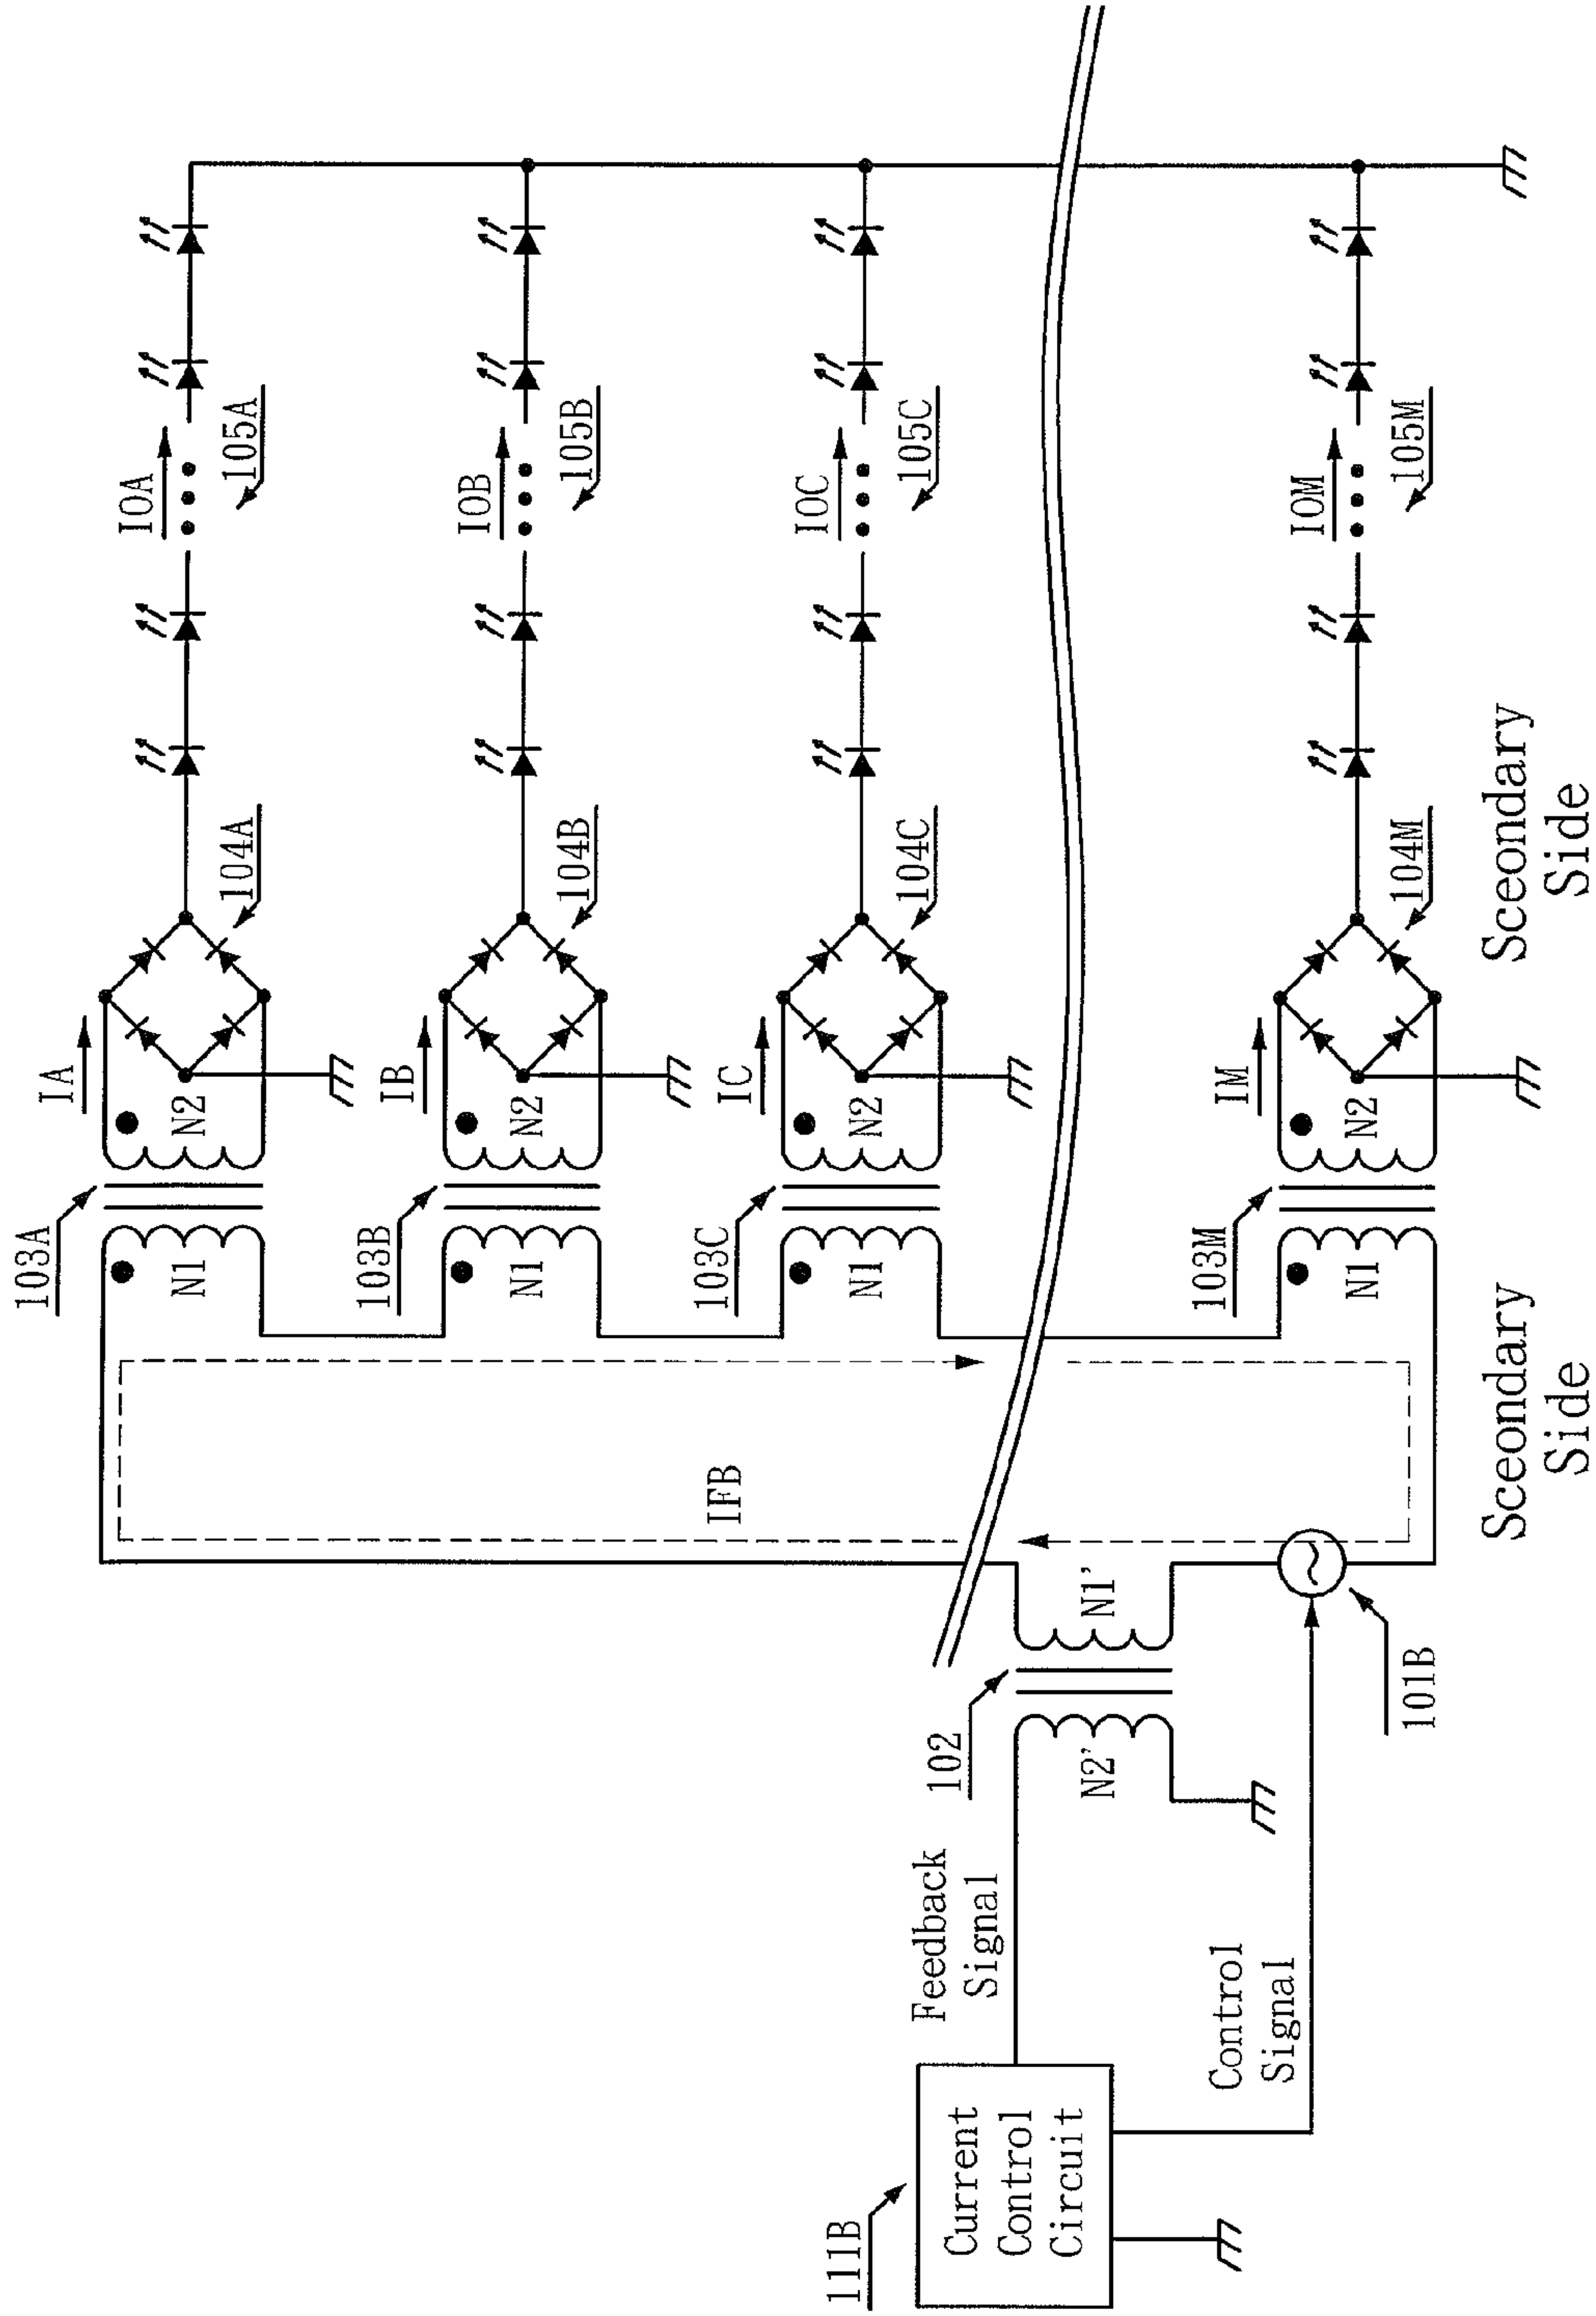 103A
N1
N2
IA
104A
IOA
105A
103B
N1
N2
IB
104B
IOB
105B
103C
N1
N2
IC
104C
IOC
105C
IFB
103M
N1
N2
IM
104M
IOM
105M
102
N2'
N1'
101B
Feedback
Signal
Control
Signal
111B
Current
Control
Circuit
Sceondary
Side
Sceondary
Side